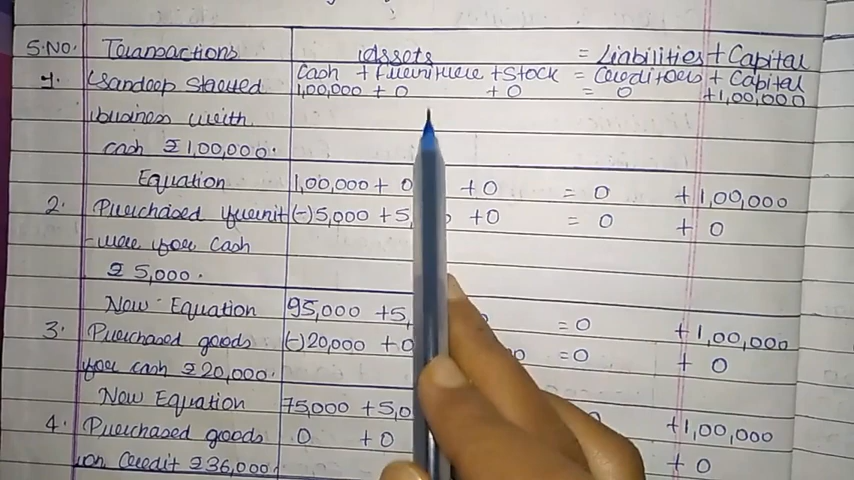 S.NO. Transactions Assets = Liabilities + Capital
1. Sandeep started Cash + Furniture + Stock = Creditors + Capital
1,00,000 + 0 + 0 = 0 +1,00,000
business with
cash ₹1,00,000.
Equation 1,00,000 + 0 +0 = 0 +1,00,000
2. Purchased furnit (-)5,000 +5, +0 = 0 + 0
-ure for cash
₹ 5,000.
New Equation 95,000 +5, = 0 +1,00,000
3. Purchased goods (-)20,000 +0 = 0 + 0
for cash ₹20,000.
New Equation 75,000 +5,0 +1,00,000
4. Purchased goods 0 +0 + 0
on Credit ₹36,000.